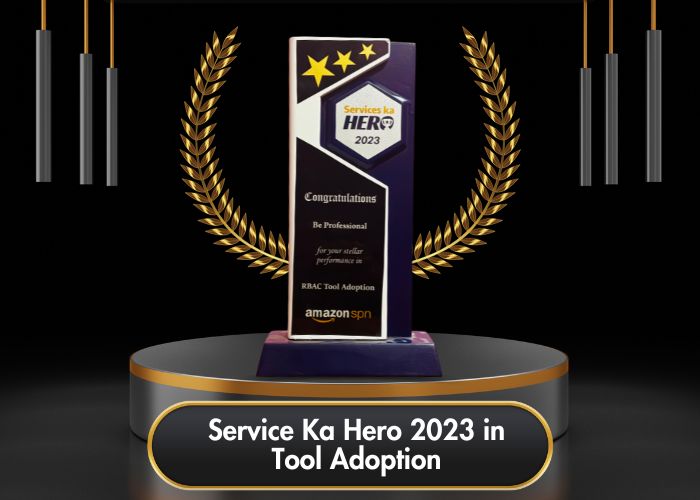 Services ka
HERO
2023
Congratulations
Be Professional
for your stellar
performance in
RBAC Tool Adoption
amazon spn
Service Ka Hero 2023 in
Tool Adoption